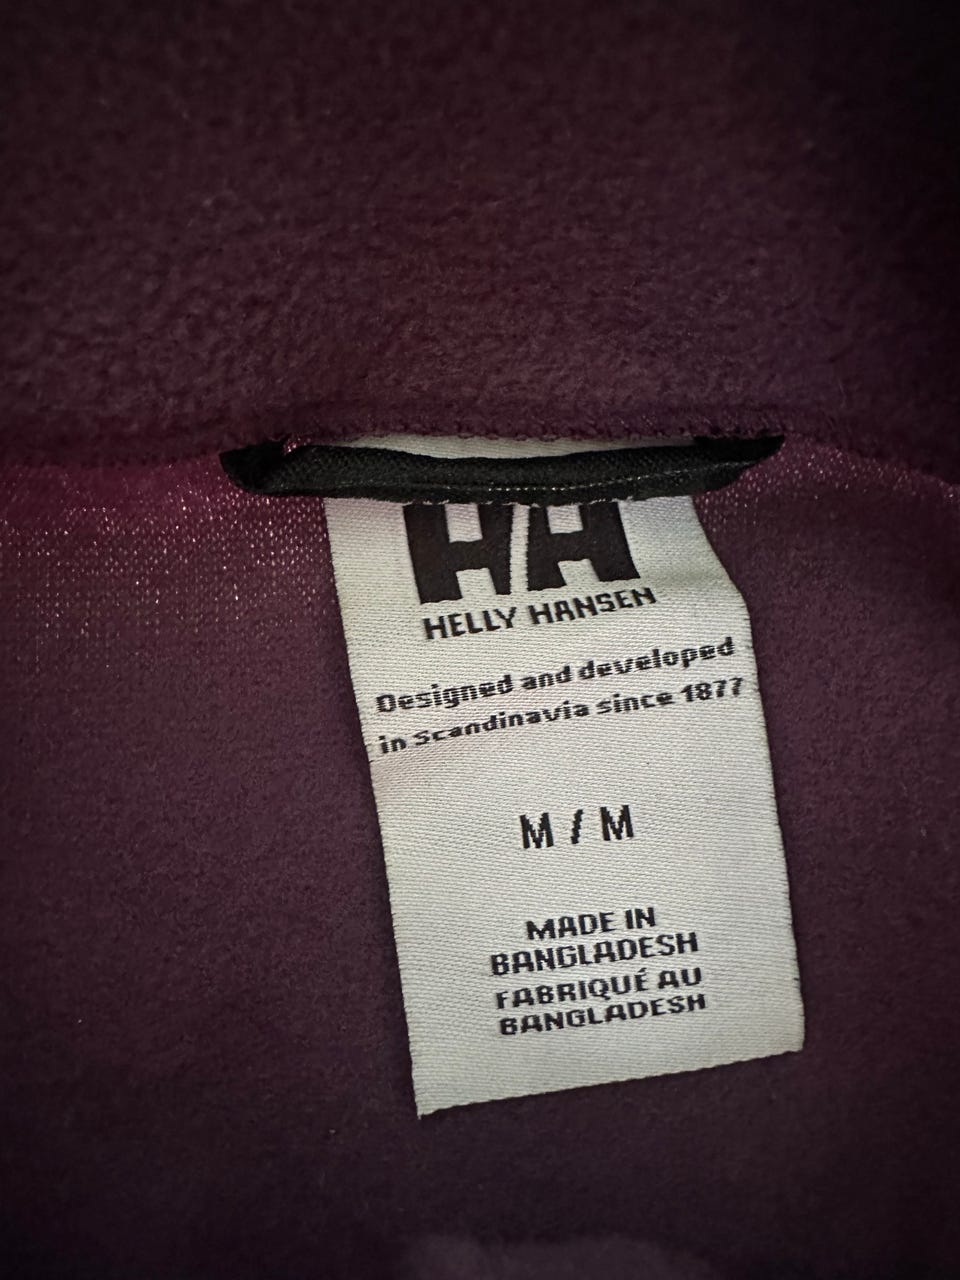 HH
HELLY HANSEN
Designed and developed
in Scandinavia since 1877
M / M
MADE IN
BANGLADESH
FABRIQUÉ AU
BANGLADESH